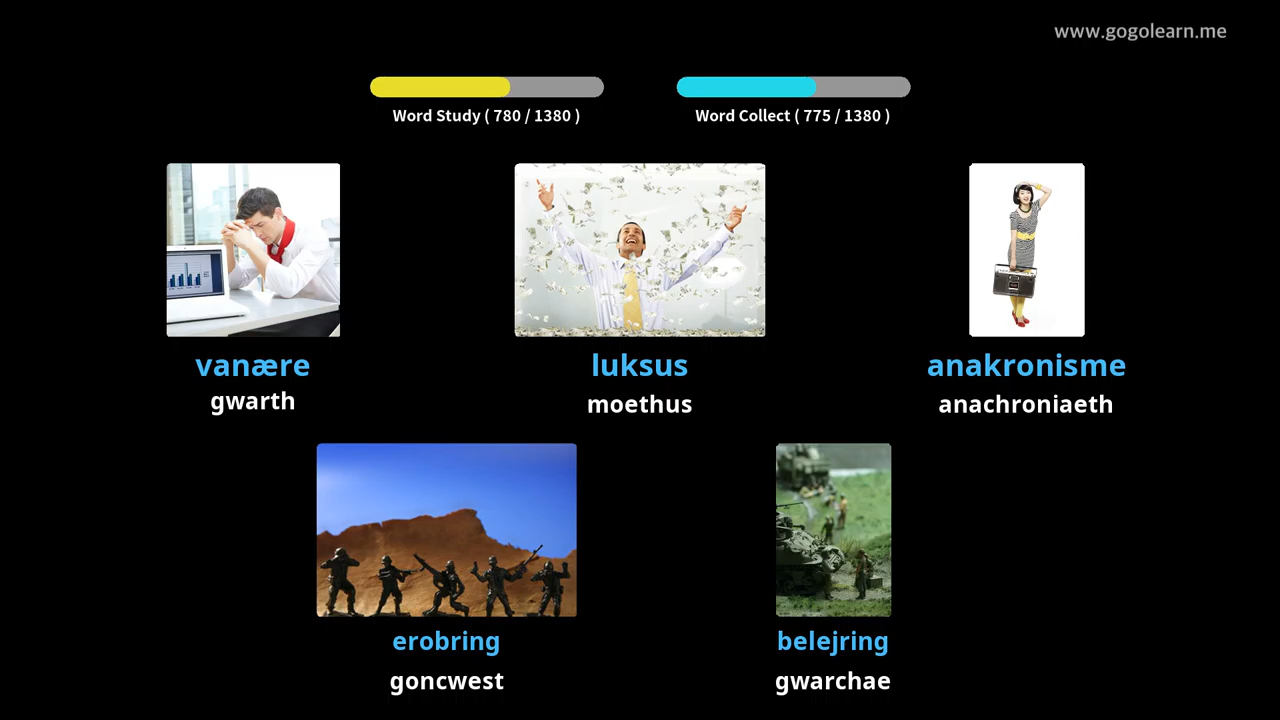 www.gogolearn.me
Word Study ( 780 / 1380 )
Word Collect ( 775 / 1380 )
vanære
gwarth
luksus
moethus
anakronisme
anachroniaeth
erobring
goncwest
belejring
gwarchae